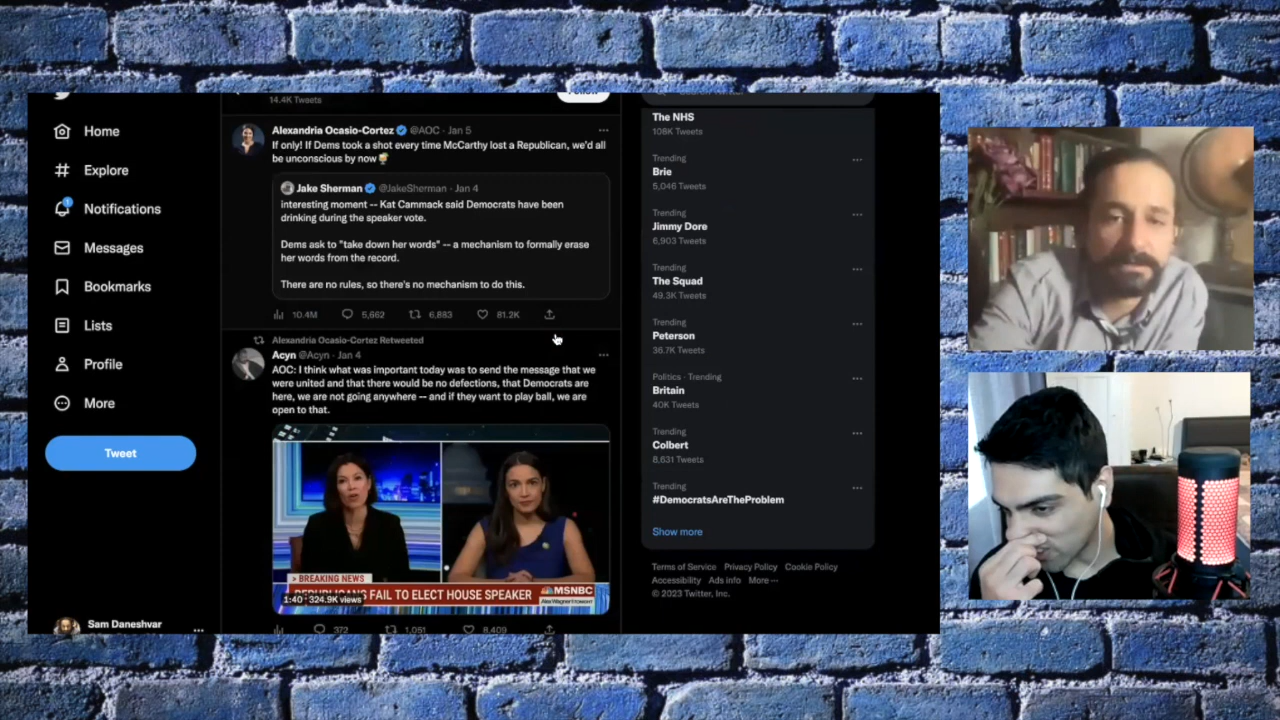 Home
Explore
Notifications
Messages
Bookmarks
Lists
Profile
More
Tweet
Sam Daneshvar
14.4K Tweets
Alexandria Ocasio-Cortez @AOC · Jan 5
If only! If Dems took a shot every time McCarthy lost a Republican, we'd all
be unconscious by now
Jake Sherman @JakeSherman · Jan 4
interesting moment -- Kat Cammack said Democrats have been
drinking during the speaker vote.
Dems ask to "take down her words" -- a mechanism to formally erase
her words from the record.
There are no rules, so there's no mechanism to do this.
10.4M 5,662 6,883 81.2K
Alexandria Ocasio-Cortez Retweeted
Acyn @Acyn · Jan 4
AOC: I think what was important today was to send the message that we
were united and that there would be no defections, that Democrats are
here, we are not going anywhere -- and if they want to play ball, we are
open to that.
> BREAKING NEWS
FAIL TO ELECT HOUSE SPEAKER
MSNBC
1:40 · 324.9K views
372 1,051 8,409
The NHS
108K Tweets
Trending
Brie
5,046 Tweets
Trending
Jimmy Dore
6,903 Tweets
Trending
The Squad
49.3K Tweets
Trending
Peterson
36.7K Tweets
Politics · Trending
Britain
40K Tweets
Trending
Colbert
8,631 Tweets
Trending
#DemocratsAreTheProblem
Show more
Terms of Service Privacy Policy Cookie Policy
Accessibility Ads info More ···
© 2023 Twitter, Inc.